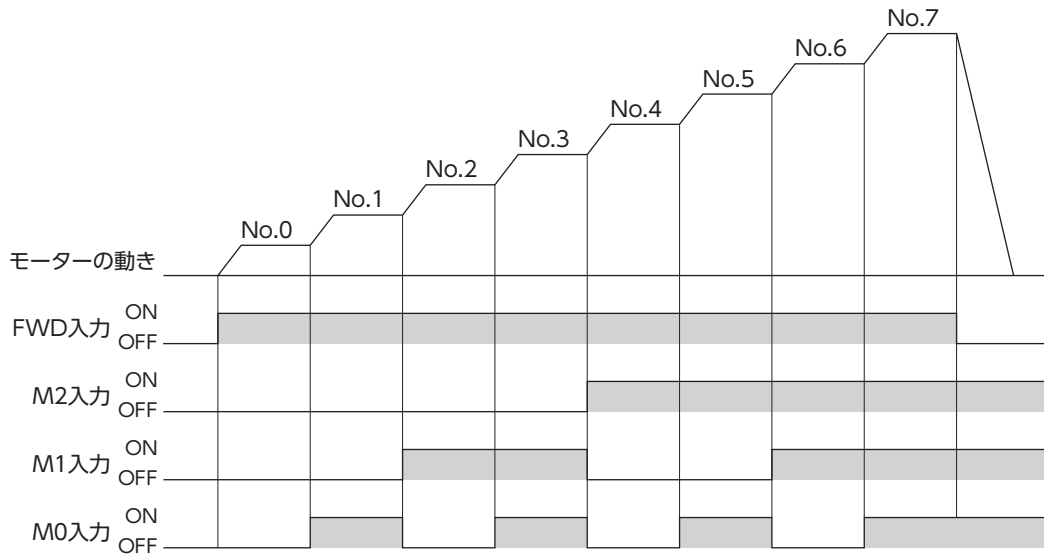 No.7
No.6
No.5
No.4
No.3
No.2
No.1
No.0
モーターの動き
ON
FWD入力
OFF
ON
M2入力
OFF
ON
M1入力
OFF
ON
M0入力
OFF